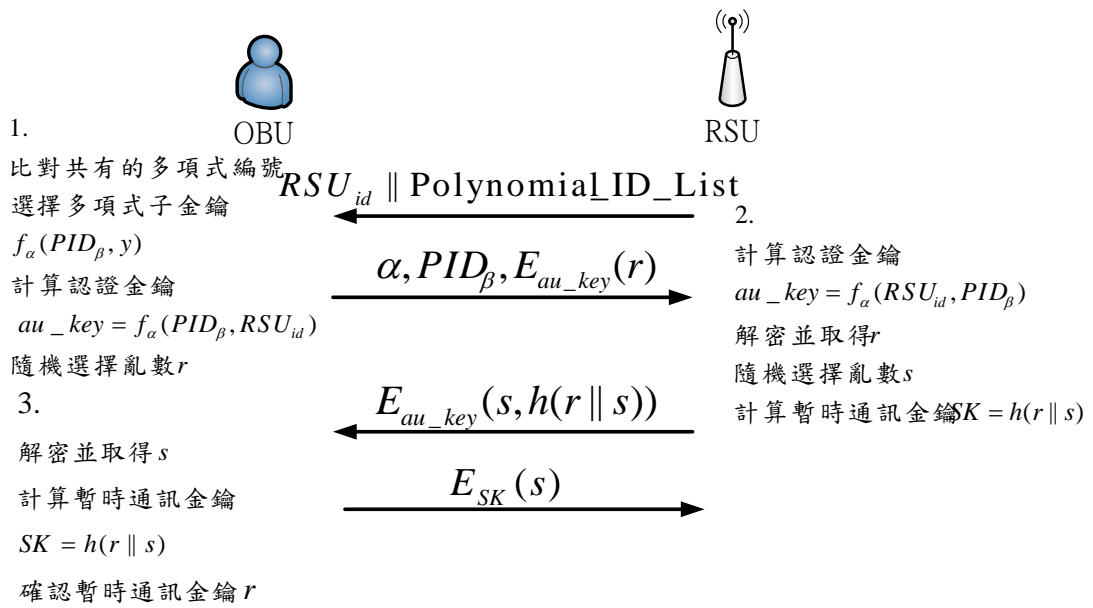 OBU
RSU
1.
比對共有的多項式編號
選擇多項式子金鑰
f_α(PID_β, y)
計算認證金鑰
au_key = f_α(PID_β, RSU_id)
隨機選擇亂數r
RSU_id || Polynomial_ID_List
2.
計算認證金鑰
au_key = f_α(RSU_id, PID_β)
解密並取得r
隨機選擇亂數s
計算暫時通訊金鑰SK = h(r || s)
α, PID_β, E_au_key(r)
E_au_key(s, h(r || s))
3.
解密並取得s
計算暫時通訊金鑰
SK = h(r || s)
確認暫時通訊金鑰r
E_SK(s)